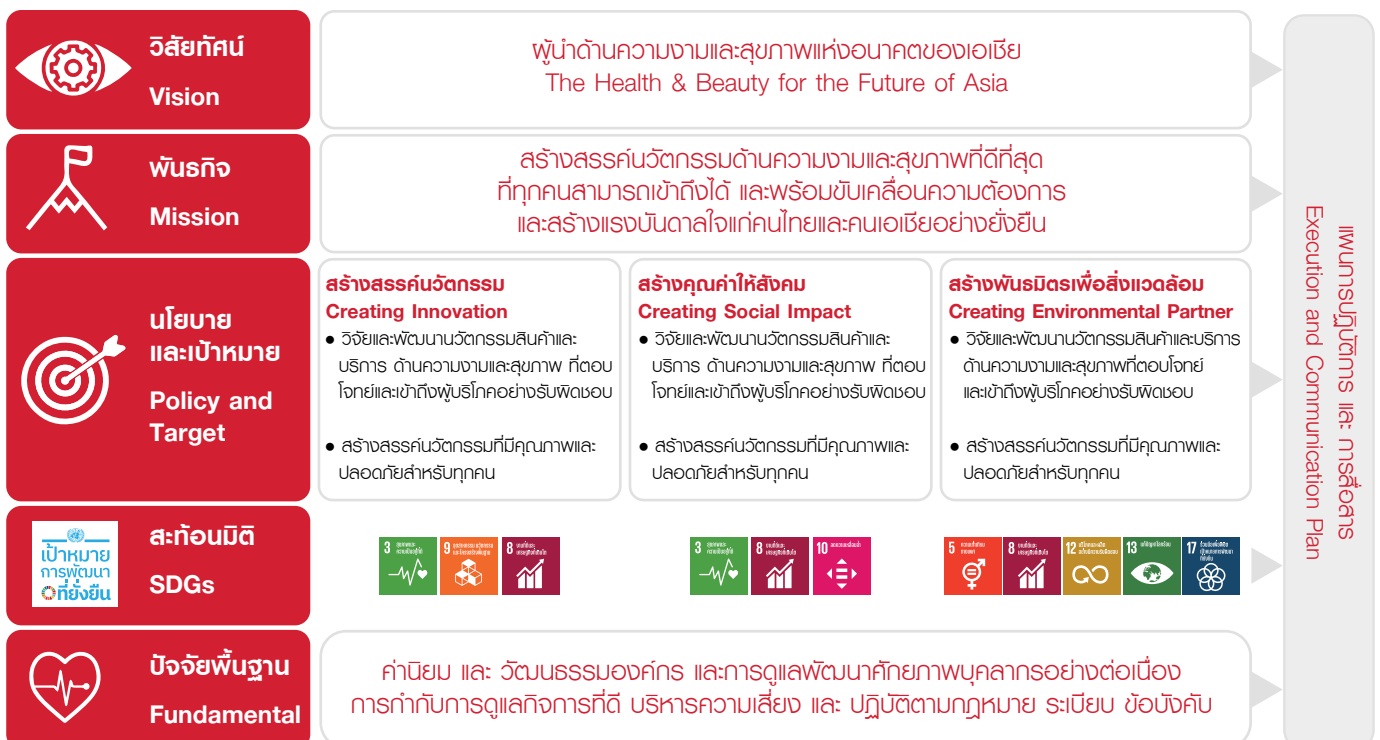 วิสัยทัศน์
Vision
ผู้นำด้านความงามและสุขภาพแห่งอนาคตของเอเชีย
The Health & Beauty for the Future of Asia
พันธกิจ
Mission
สร้างสรรค์นวัตกรรมด้านความงามและสุขภาพที่ดีที่สุด
ที่ทุกคนสามารถเข้าถึงได้ และพร้อมขับเคลื่อนความต้องการ
และสร้างแรงบันดาลใจแก่คนไทยและคนเอเชียอย่างยั่งยืน
นโยบาย
และเป้าหมาย
Policy and
Target
สร้างสรรค์นวัตกรรม
Creating Innovation
● วิจัยและพัฒนานวัตกรรมสินค้าและ
บริการ ด้านความงามและสุขภาพ ที่ตอบ
โจทย์และเข้าถึงผู้บริโภคอย่างรับผิดชอบ
● สร้างสรรค์นวัตกรรมที่มีคุณภาพและ
ปลอดภัยสำหรับทุกคน
สร้างคุณค่าให้สังคม
Creating Social Impact
● วิจัยและพัฒนานวัตกรรมสินค้าและ
บริการ ด้านความงามและสุขภาพ ที่ตอบ
โจทย์และเข้าถึงผู้บริโภคอย่างรับผิดชอบ
● สร้างสรรค์นวัตกรรมที่มีคุณภาพและ
ปลอดภัยสำหรับทุกคน
สร้างพันธมิตรเพื่อสิ่งแวดล้อม
Creating Environmental Partner
● วิจัยและพัฒนานวัตกรรมสินค้าและบริการ
ด้านความงามและสุขภาพที่ตอบโจทย์
และเข้าถึงผู้บริโภคอย่างรับผิดชอบ
● สร้างสรรค์นวัตกรรมที่มีคุณภาพและ
ปลอดภัยสำหรับทุกคน
เป้าหมาย
การพัฒนา
ที่ยั่งยืน
สะท้อนมิติ
SDGs
3
9
8
3
8
10
5
8
12
13
17
ปัจจัยพื้นฐาน
Fundamental
ค่านิยม และ วัฒนธรรมองค์กร และการดูแลพัฒนาศักยภาพบุคลากรอย่างต่อเนื่อง
การกำกับการดูแลกิจการที่ดี บริหารความเสี่ยง และ ปฏิบัติตามกฎหมาย ระเบียบ ข้อบังคับ
แผนการปฏิบัติการ และ การสื่อสาร
Execution and Communication Plan